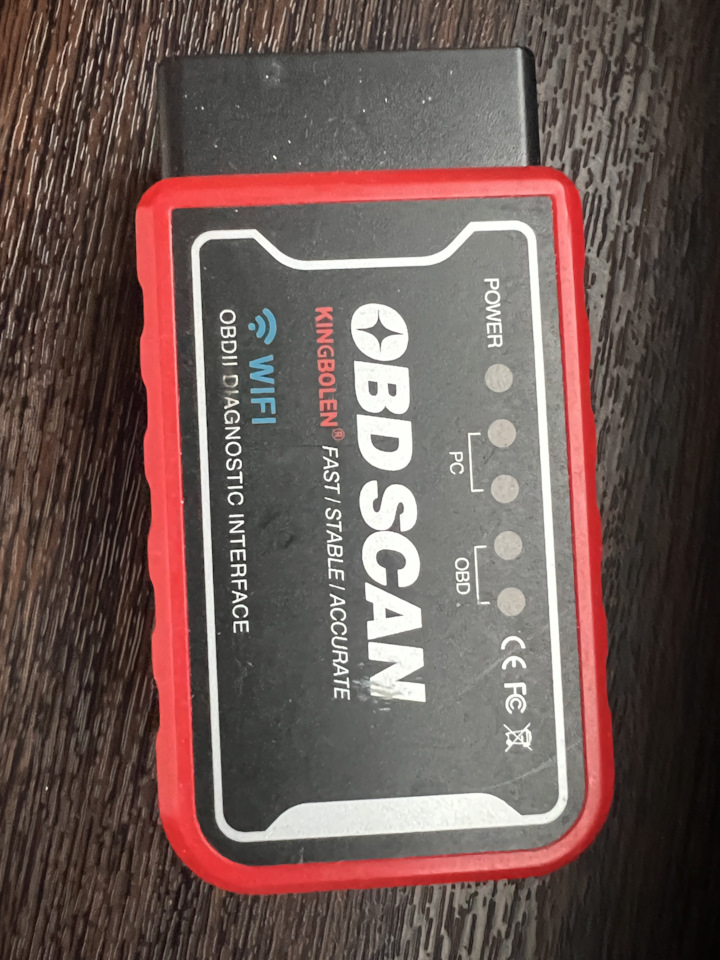 POWER
PC
OBD
CE FC
OBD SCAN
KINGBOLEN® FAST / STABLE / ACCURATE
WIFI
OBDII DIAGNOSTIC INTERFACE